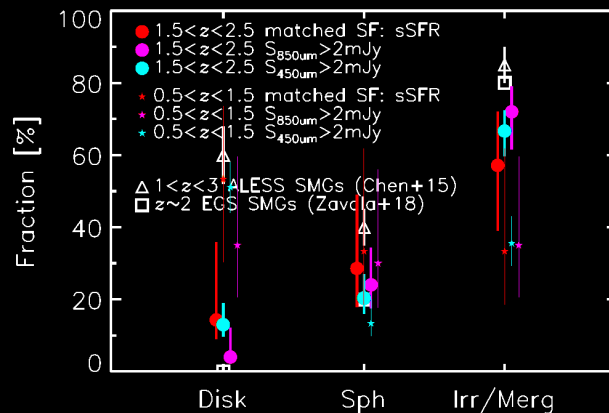 100
80
60
40
20
0
Fraction [%]
1.5<z<2.5 matched SF: sSFR
1.5<z<2.5 S850um>2mJy
1.5<z<2.5 S450um>2mJy
0.5<z<1.5 matched SF: sSFR
0.5<z<1.5 S850um>2mJy
0.5<z<1.5 S450um>2mJy
1<z<3 ALESS SMGs (Chen+15)
z~2 EGS SMGs (Zavala+18)
Disk Sph Irr/Merg